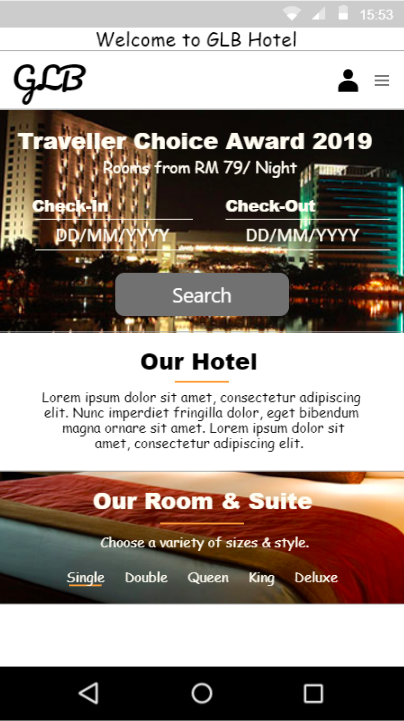 15:53
Welcome to GLB Hotel
GLB
Traveller Choice Award 2019
Rooms from RM 79/ Night
Check-In Check-Out
DD/MM/YYYY DD/MM/YYYY
Search
Our Hotel
Lorem ipsum dolor sit amet, consectetur adipiscing
elit. Nunc imperdiet fringilla dolor, eget bibendum
magna ornare sit amet. Lorem ipsum dolor sit
amet, consectetur adipiscing elit.
Our Room & Suite
Choose a variety of sizes & style.
Single Double Queen King Deluxe